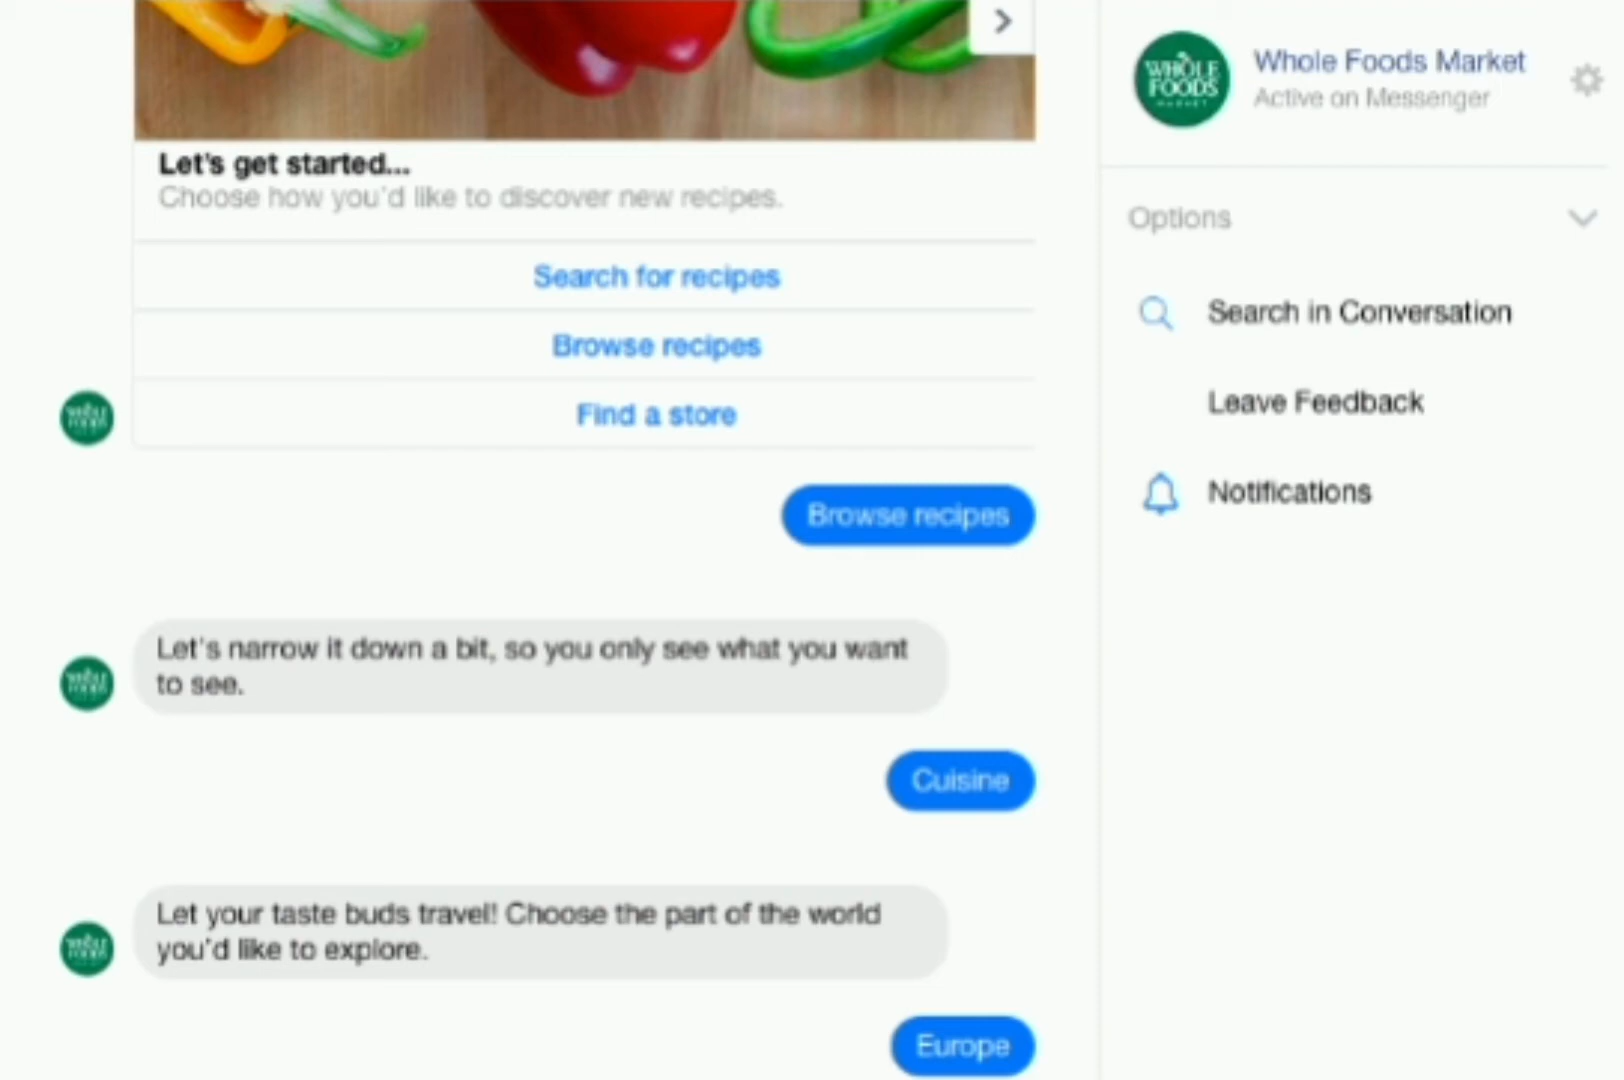 Let's get started...
Choose how you'd like to discover new recipes.
Search for recipes
Browse recipes
Find a store
Browse recipes
Let's narrow it down a bit, so you only see what you want
to see.
Cuisine
Let your taste buds travel! Choose the part of the world
you'd like to explore.
Europe
WHOLE
FOODS
MARKET
Whole Foods Market
Active on Messenger
Options
Search in Conversation
Leave Feedback
Notifications